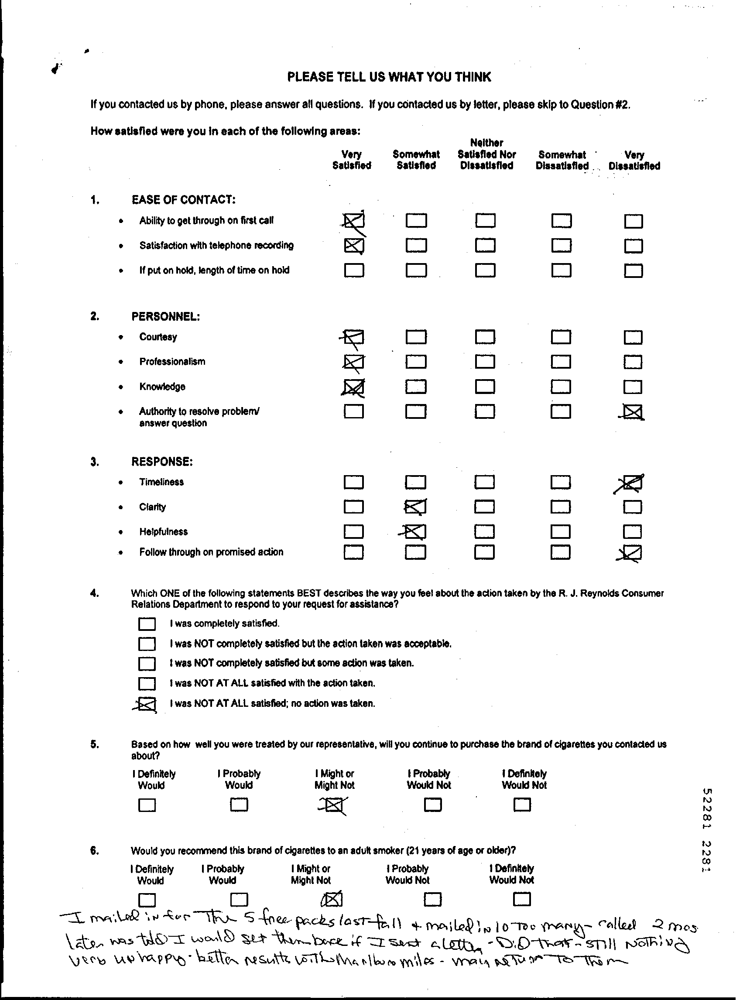 PLEASE TELL US WHAT YOU THINK
If you contacted us by phone, please answer all questions. If you contacted us by letter, please skip to Question #2.
How satisfied were you in each of the following areas:
Very Satisfied Somewhat Satisfied Neither Satisfied Nor Dissatisfied Somewhat Dissatisfied Very Dissatisfied
1. EASE OF CONTACT:
• Ability to get through on first call
• Satisfaction with telephone recording
• If put on hold, length of time on hold
2. PERSONNEL:
• Courtesy
• Professionalism
• Knowledge
• Authority to resolve problem/
answer question
3. RESPONSE:
• Timeliness
• Clarity
• Helpfulness
• Follow through on promised action
4. Which ONE of the following statements BEST describes the way you feel about the action taken by the R. J. Reynolds Consumer
Relations Department to respond to your request for assistance?
I was completely satisfied.
I was NOT completely satisfied but the action taken was acceptable.
I was NOT completely satisfied but some action was taken.
I was NOT AT ALL satisfied with the action taken.
I was NOT AT ALL satisfied; no action was taken.
5. Based on how well you were treated by our representative, will you continue to purchase the brand of cigarettes you contacted us
about?
I Definitely Would I Probably Would I Might or Might Not I Probably Would Not I Definitely Would Not
6. Would you recommend this brand of cigarettes to an adult smoker (21 years of age or older)?
I Definitely Would I Probably Would I Might or Might Not I Probably Would Not I Definitely Would Not
I mailed in for the 5 free packs last fall + mailed in 10 too many - called 2 mos
later was told I would get them back if I sent a letter - DID that - still Nothing
very unhappy - better results with Marlboro miles - may return to them
52281 2281